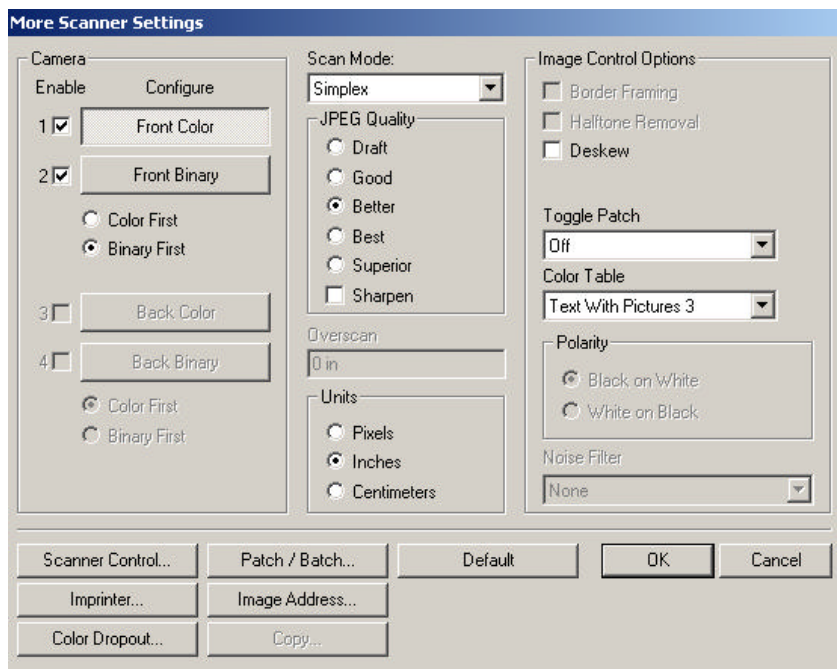 More Scanner Settings
Camera
Enable Configure
1 Front Color
2 Front Binary
Color First
Binary First
3 Back Color
4 Back Binary
Color First
Binary First
Scan Mode:
Simplex
JPEG Quality
Draft
Good
Better
Best
Superior
Sharpen
Overscan
0 in
Units
Pixels
Inches
Centimeters
Image Control Options
Border Framing
Halftone Removal
Deskew
Toggle Patch
Off
Color Table
Text With Pictures 3
Polarity
Black on White
White on Black
Noise Filter
None
Scanner Control... Patch / Batch... Default OK Cancel
Imprinter... Image Address...
Color Dropout... Copy...